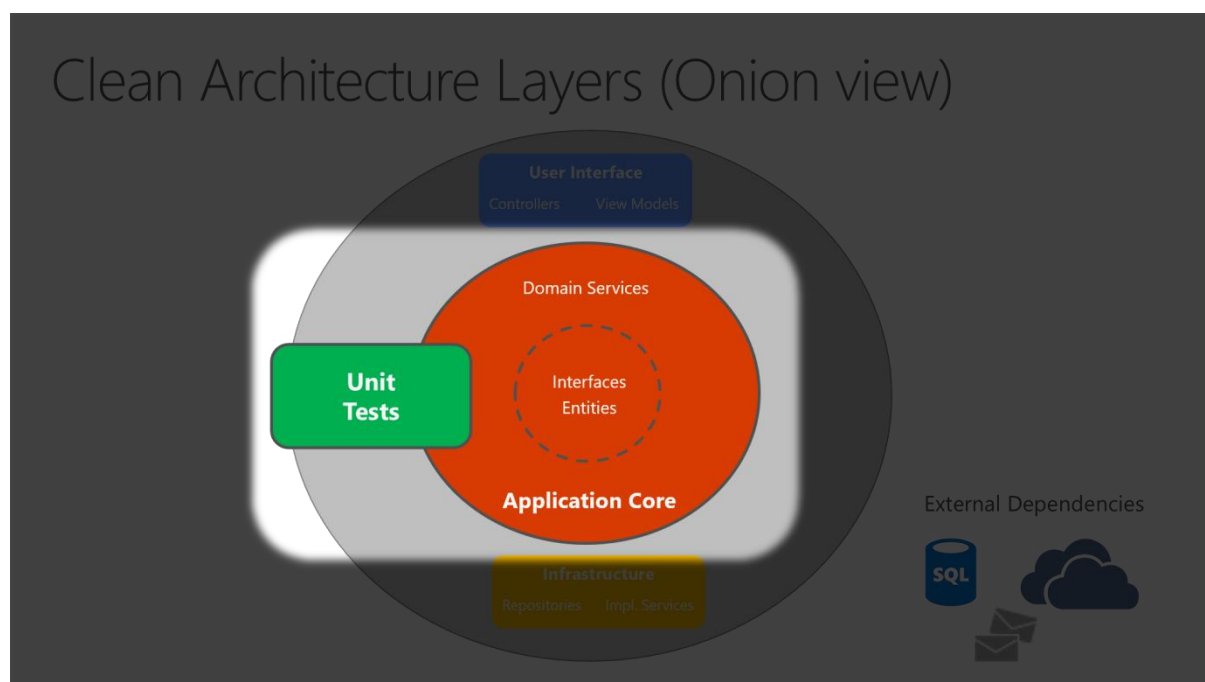 Clean Architecture Layers (Onion view)
User Interface
Controllers View Models
Domain Services
Interfaces
Entities
Unit
Tests
Application Core
Infrastructure
Repositories Impl. Services
External Dependencies
SQL